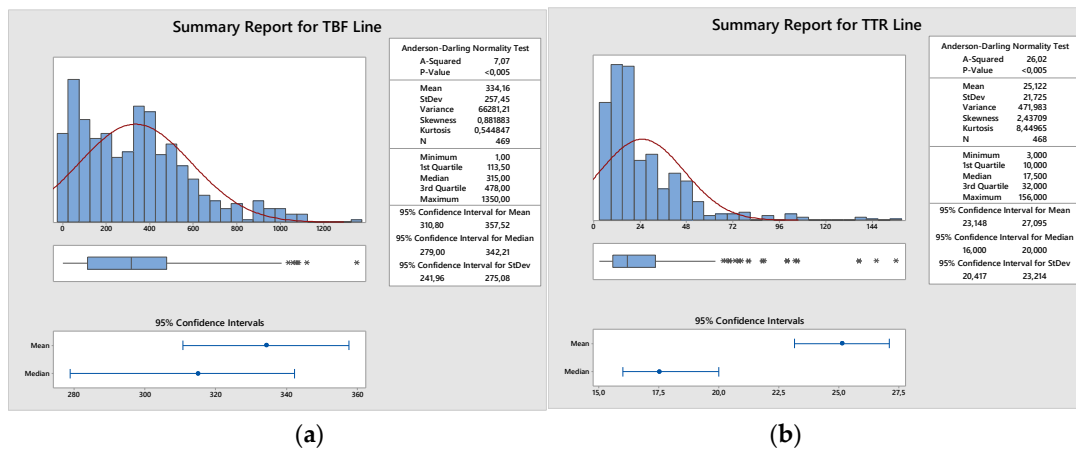 Summary Report for TBF Line
Anderson-Darling Normality Test
A-Squared 7,07
P-Value <0,005
Mean 334,16
StDev 257,45
Variance 66281,21
Skewness 0,881883
Kurtosis 0,544847
N 469
Minimum 1,00
1st Quartile 113,50
Median 315,00
3rd Quartile 478,00
Maximum 1350,00
95% Confidence Interval for Mean
310,80 357,52
95% Confidence Interval for Median
279,00 342,21
95% Confidence Interval for StDev
241,96 275,08
0 200 400 600 800 1000 1200
95% Confidence Intervals
Mean
Median
280 300 320 340 360
(a)
Summary Report for TTR Line
Anderson-Darling Normality Test
A-Squared 26,02
P-Value <0,005
Mean 25,122
StDev 21,725
Variance 471,983
Skewness 2,43709
Kurtosis 8,44965
N 468
Minimum 3,000
1st Quartile 10,000
Median 17,500
3rd Quartile 32,000
Maximum 156,000
95% Confidence Interval for Mean
23,148 27,095
95% Confidence Interval for Median
16,000 20,000
95% Confidence Interval for StDev
20,417 23,214
0 24 48 72 96 120 144
95% Confidence Intervals
Mean
Median
15,0 17,5 20,0 22,5 25,0 27,5
(b)